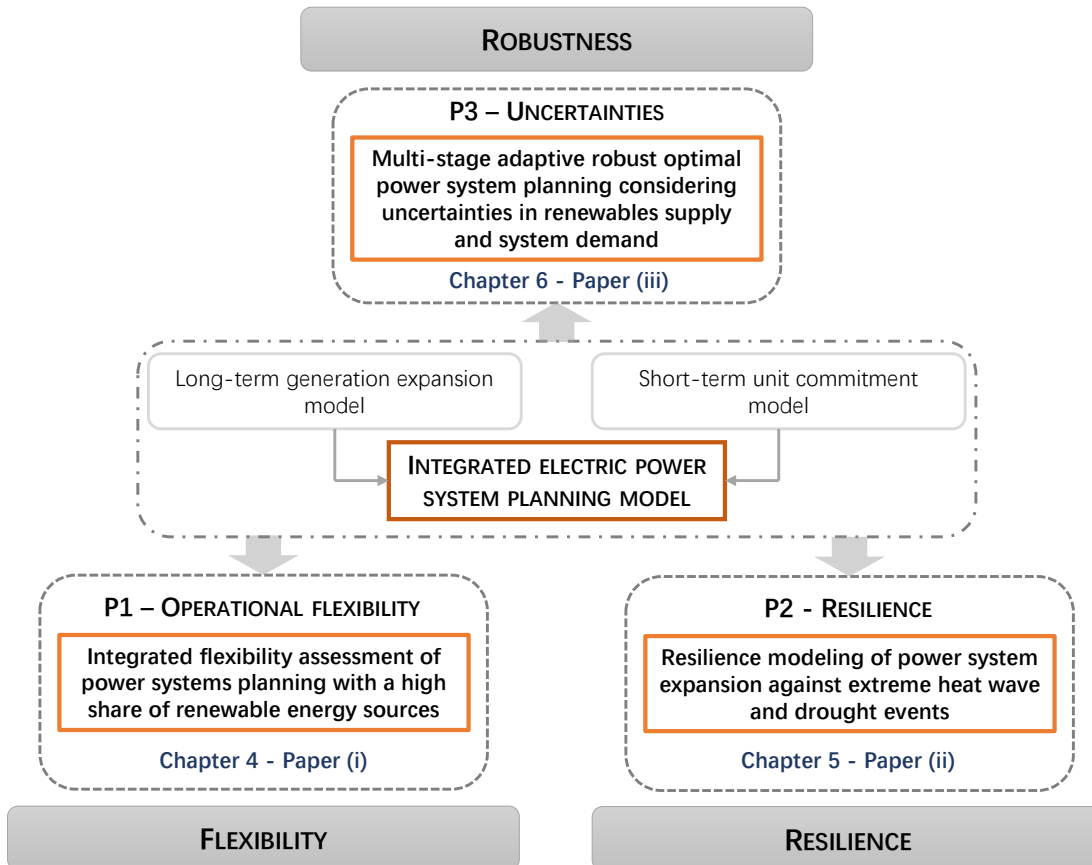 ROBUSTNESS
P3 – UNCERTAINTIES
Multi-stage adaptive robust optimal
power system planning considering
uncertainties in renewables supply
and system demand
Chapter 6 - Paper (iii)
Long-term generation expansion
model
Short-term unit commitment
model
INTEGRATED ELECTRIC POWER
SYSTEM PLANNING MODEL
P1 – OPERATIONAL FLEXIBILITY
Integrated flexibility assessment of
power systems planning with a high
share of renewable energy sources
Chapter 4 - Paper (i)
P2 - RESILIENCE
Resilience modeling of power system
expansion against extreme heat wave
and drought events
Chapter 5 - Paper (ii)
FLEXIBILITY
RESILIENCE